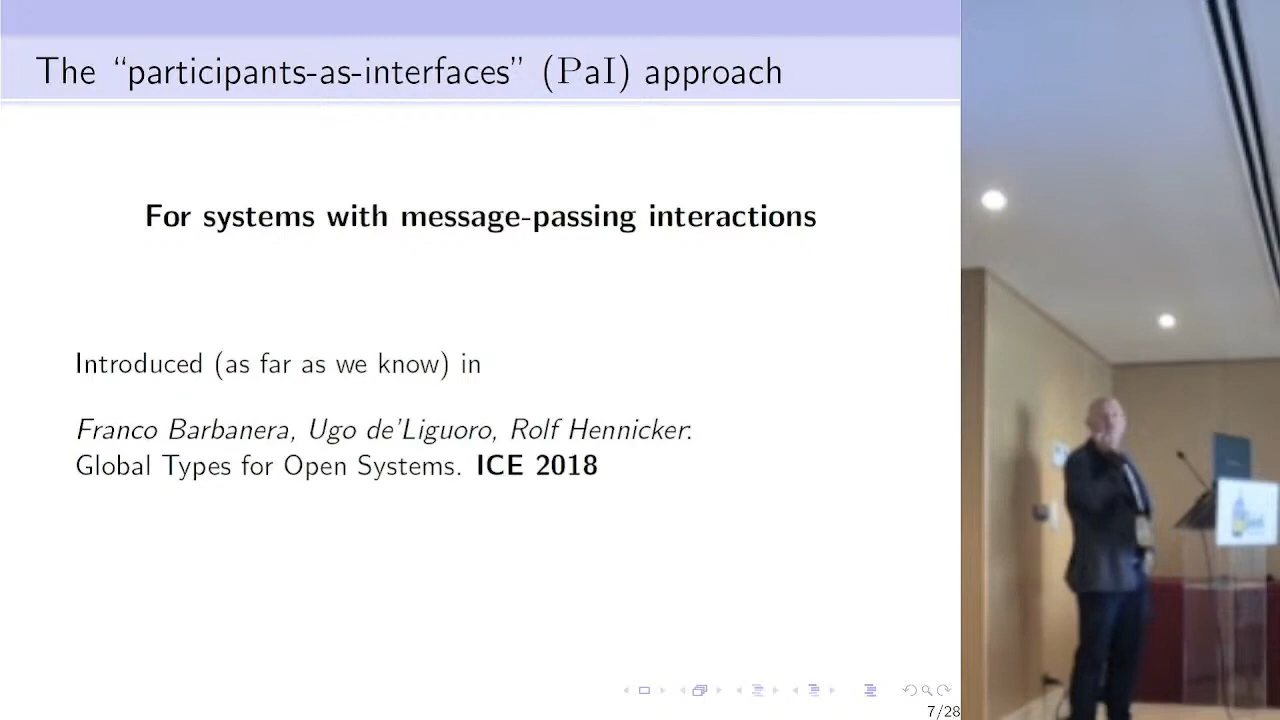 The “participants-as-interfaces” (PaI) approach
For systems with message-passing interactions
Introduced (as far as we know) in
Franco Barbanera, Ugo de'Liguoro, Rolf Hennicker.
Global Types for Open Systems. ICE 2018
7/28